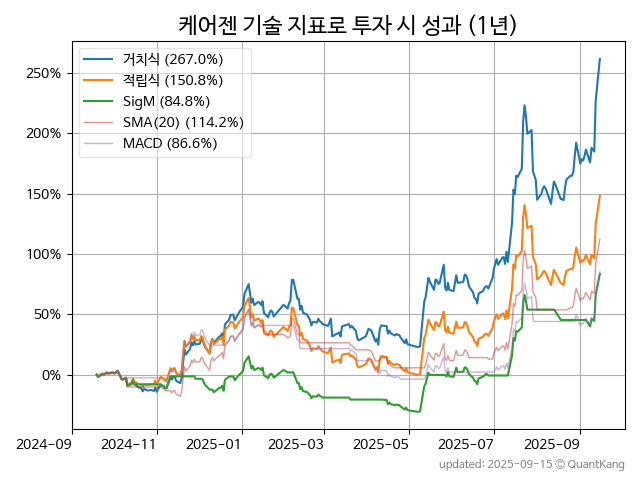 케어젠 기술 지표로 투자 시 성과 (1년)
거치식 (267.0%)
적립식 (150.8%)
SigM (84.8%)
SMA(20) (114.2%)
MACD (86.6%)
250%
200%
150%
100%
50%
0%
2024-09 2024-11 2025-01 2025-03 2025-05 2025-07 2025-09
updated: 2025-09-15 ⓒ QuantKang